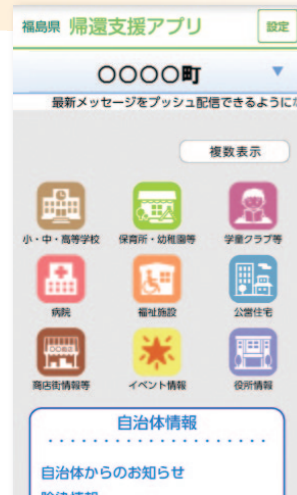 福島県 帰還支援アプリ 設定
○○○○町 ▼
最新メッセージをプッシュ配信できるように
複数表示
小・中・高等学校 保育所・幼稚園等 学童クラブ等
病院 福祉施設 公営住宅
商店街情報等 イベント情報 役所情報
自治体情報
自治体からのお知らせ